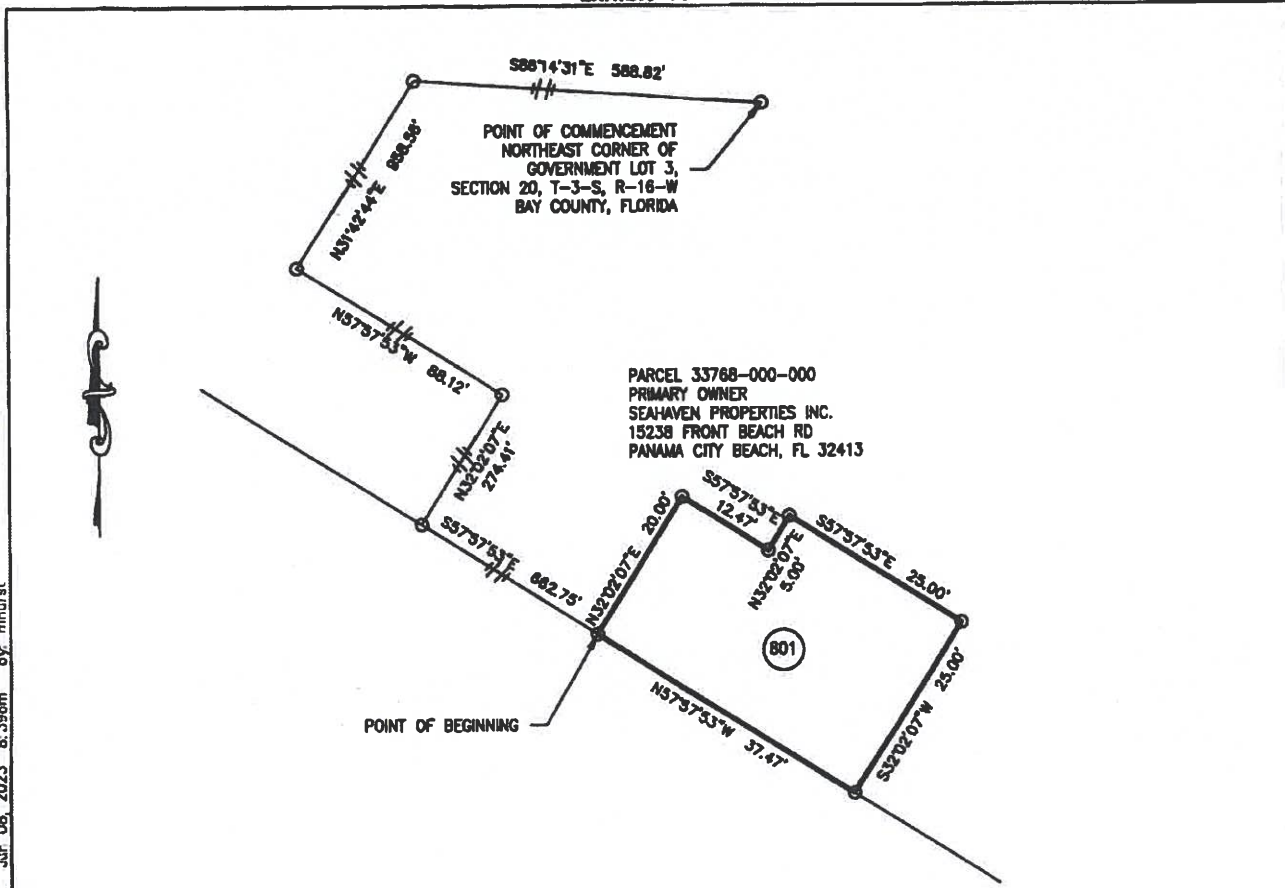 S88°14'31"E 588.82'
POINT OF COMMENCEMENT
NORTHEAST CORNER OF
GOVERNMENT LOT 3,
SECTION 20, T-3-S, R-16-W
BAY COUNTY, FLORIDA
N31°42'44"E
N57°57'53"W 88.12'
N32°02'07"E
274.41'
PARCEL 33768-000-000
PRIMARY OWNER
SEAHAVEN PROPERTIES INC.
15238 FRONT BEACH RD
PANAMA CITY BEACH, FL 32413
S57°57'53"E 662.75'
N32°02'07"E 20.00'
S57°57'53"E
12.47'
N32°02'07"E
5.00'
S57°57'53"E 25.00'
801
S32°02'07"W 25.00'
N57°57'53"W 37.47'
POINT OF BEGINNING
2023 by: